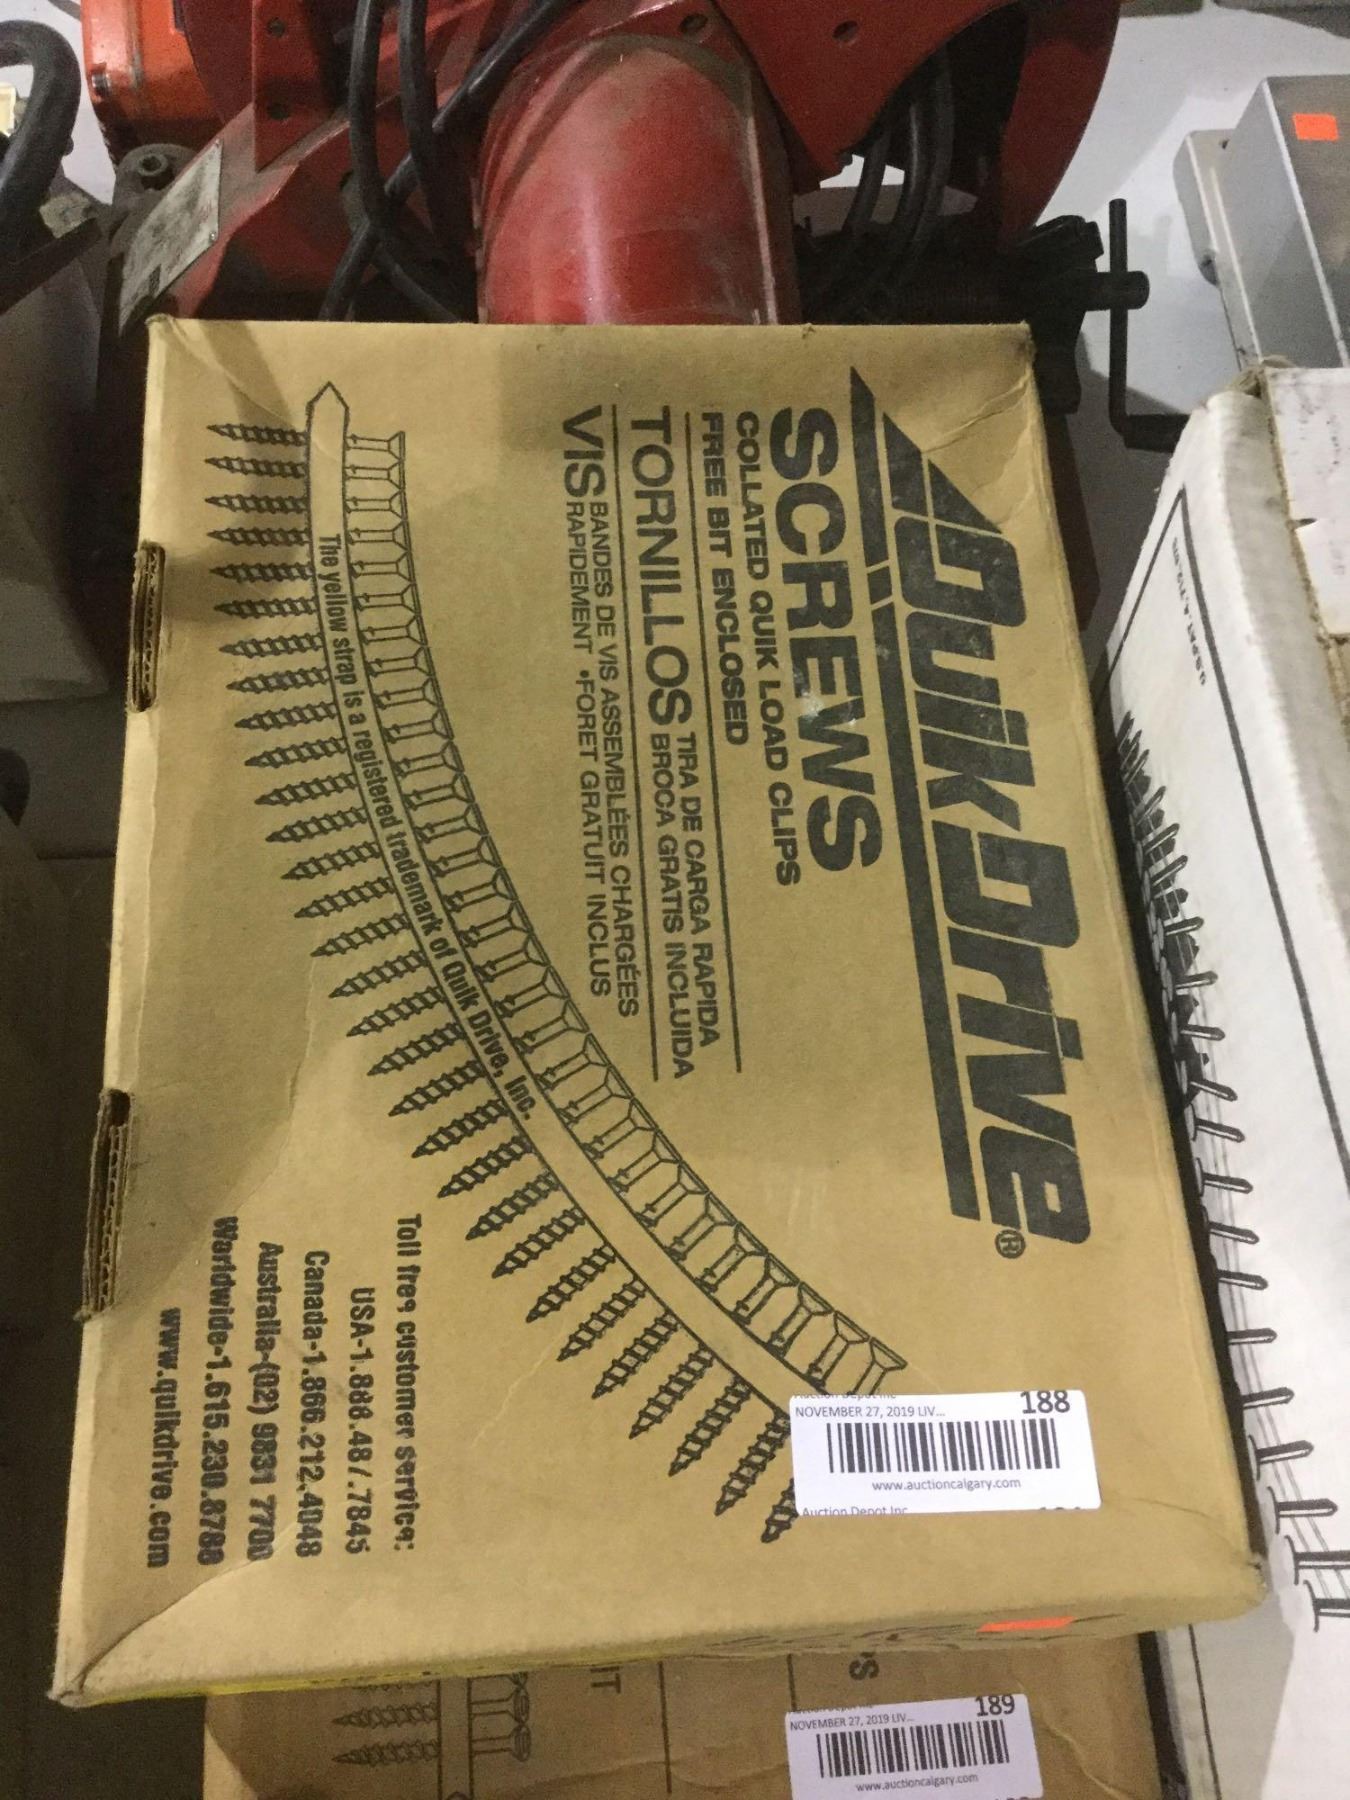 QuikDrive®
SCREWS
COLLATED QUIK LOAD CLIPS
FREE BIT ENCLOSED
TORNILLOS TIRA DE CARGA RAPIDA
BROCA GRATIS INCLUIDA
VIS BANDES DE VIS ASSEMBLÉES CHARGÉES
RAPIDEMENT • FORET GRATUIT INCLUS
The yellow strap is a registered trademark of Quik Drive, Inc.
Toll free customer service:
USA-1.888.487.7845
Canada-1.866.212.4048
Australia-(02) 9831 7700
Worldwide-1.615.230.8788
www.quikdrive.com
Auction Depot Inc
NOVEMBER 27, 2019 LIV... 188
www.auctioncalgary.com
Auction Depot Inc
NOVEMBER 27, 2019 LIV... 189
www.auctioncalgary.com